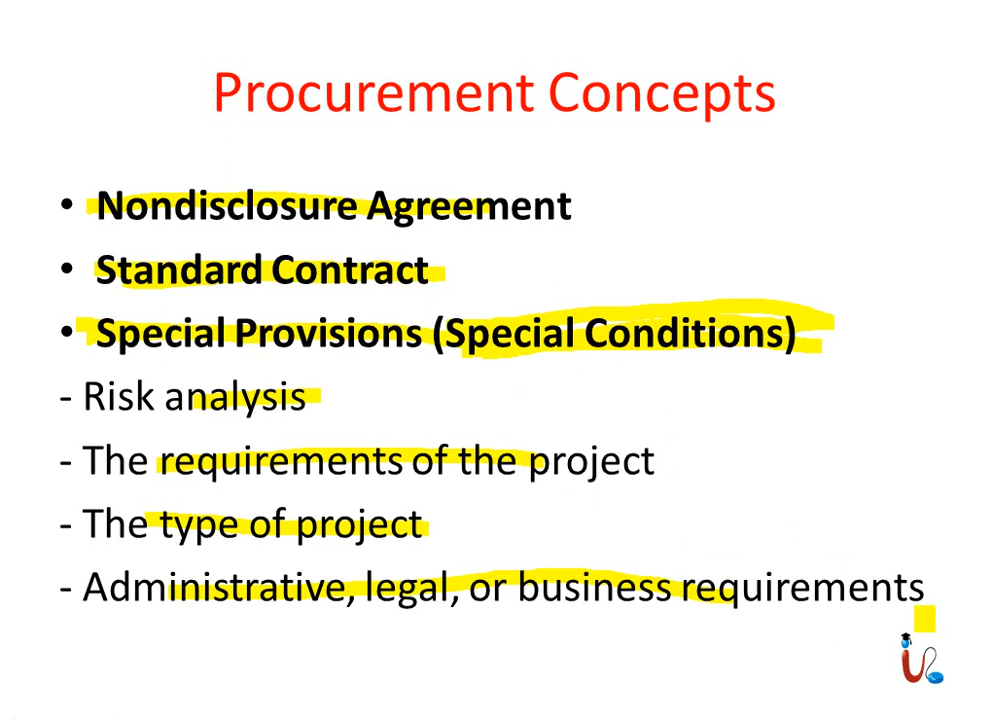 Procurement Concepts
• Nondisclosure Agreement
• Standard Contract
• Special Provisions (Special Conditions)
- Risk analysis
- The requirements of the project
- The type of project
- Administrative, legal, or business requirements